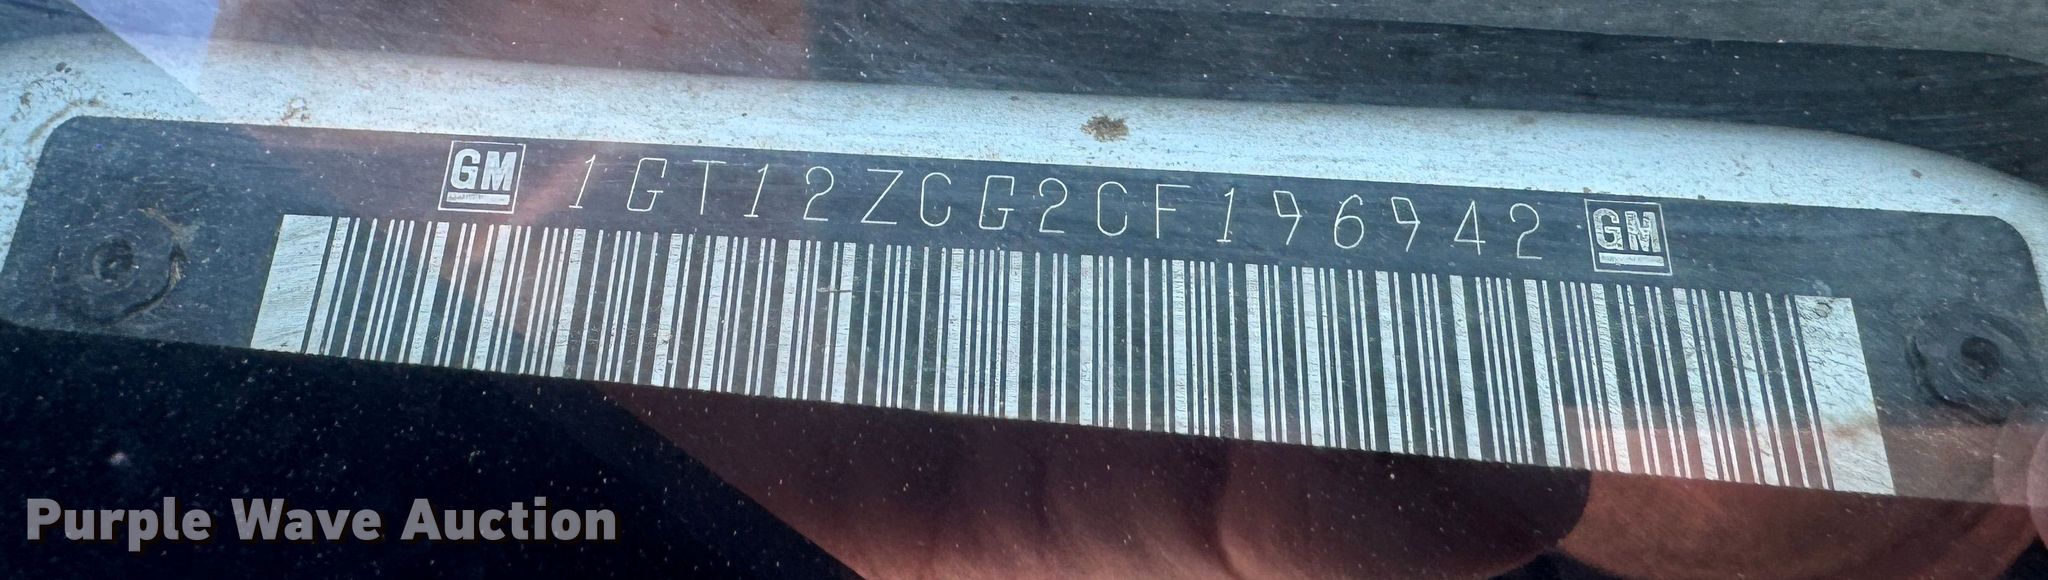 GM 1GT12ZCG2CF196942 GM
Purple Wave Auction